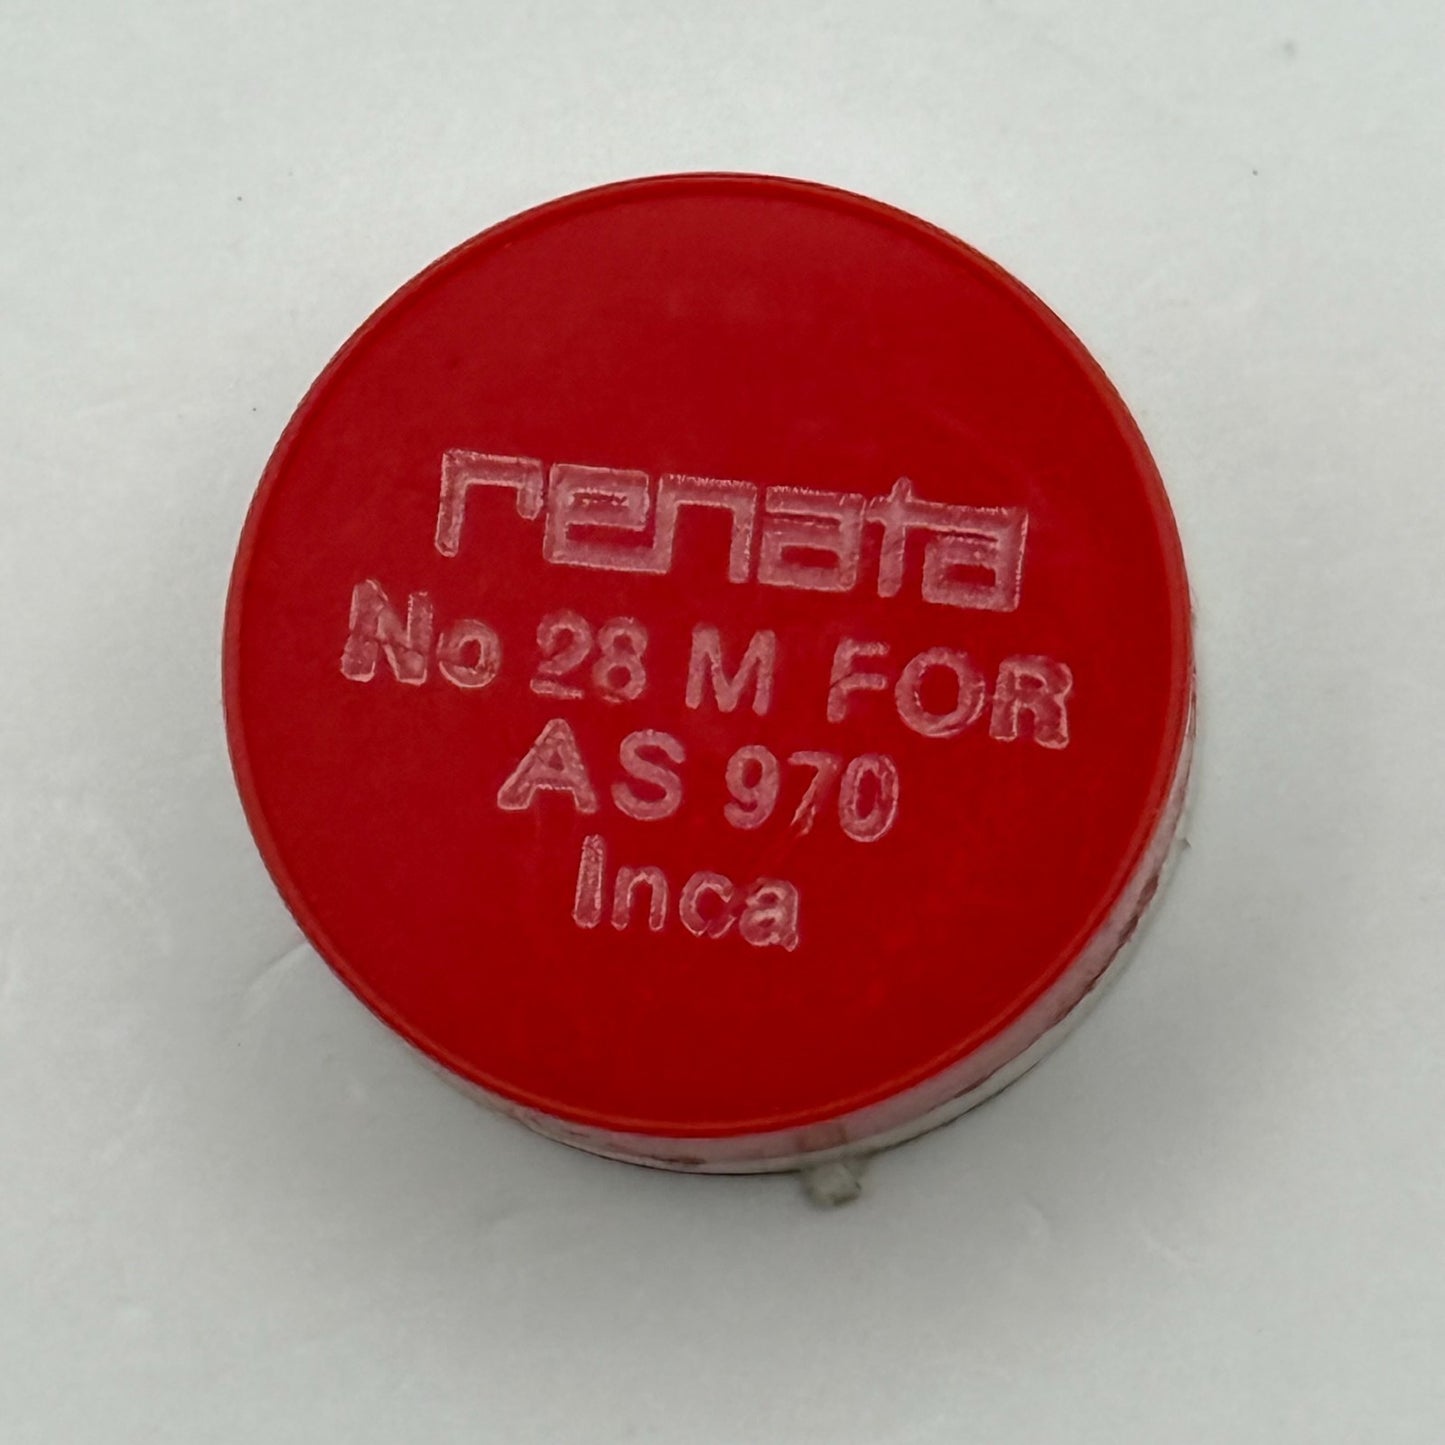 renata
No 28 M FOR
AS 970
Inca